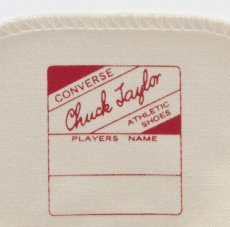 CONVERSE
Chuck Taylor
ATHLETIC
SHOES
PLAYERS NAME